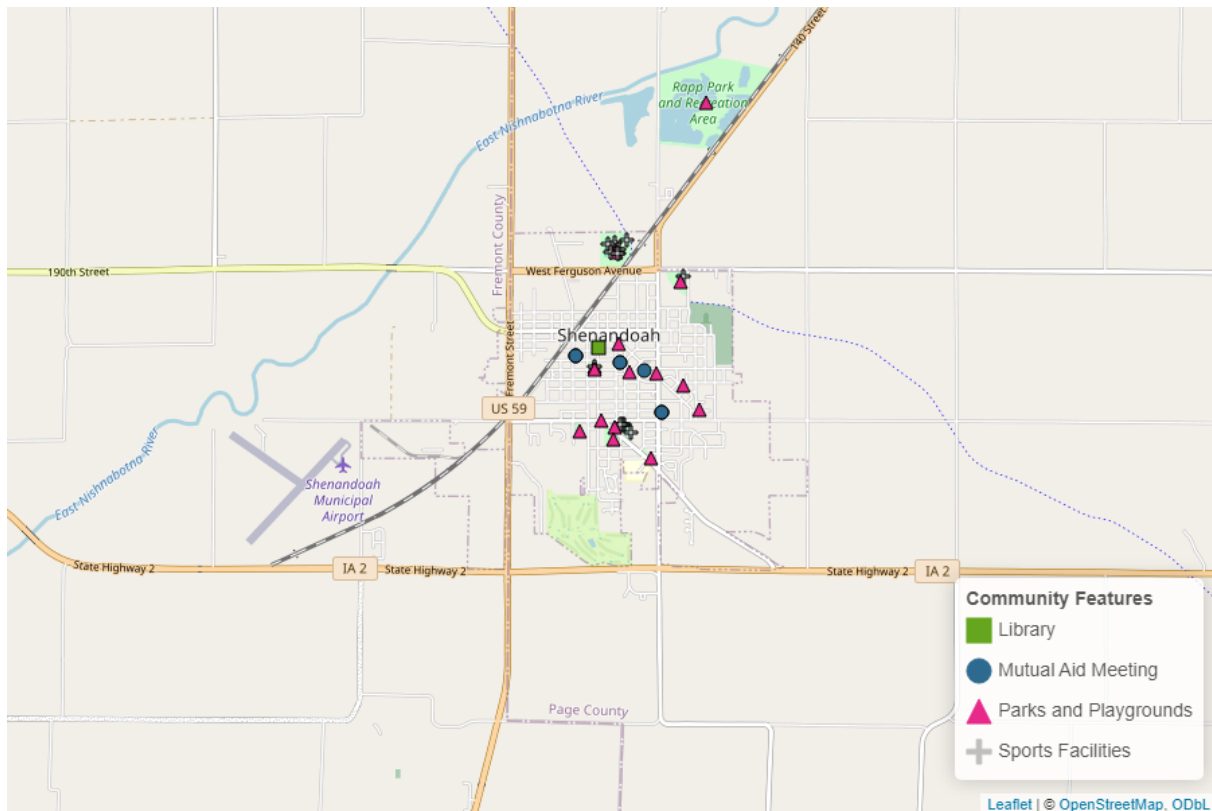 140 Street
Rapp Park
and Recreation
Area
East Nishnabotna River
Fremont County
190th Street
West Ferguson Avenue
Shenandoah
Fremont Street
US 59
East Nishnabotna River
Shenandoah
Municipal
Airport
State Highway 2
IA 2
State Highway 2
State Highway 2
IA 2
Page County
Community Features
Library
Mutual Aid Meeting
Parks and Playgrounds
Sports Facilities
Leaflet | © OpenStreetMap, ODbL